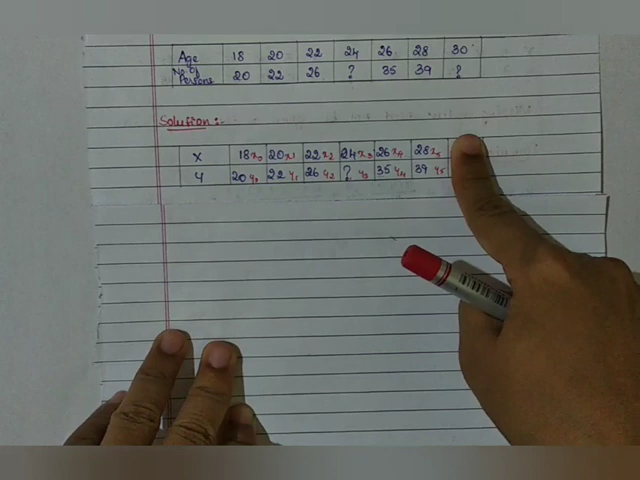 Age 18 20 22 24 26 28 30
No of Persons 20 22 26 ? 35 39 ?
Solution:-
X 18 x0 20 x1 22 x2 24 x3 26 x4 28 x5
Y 20 y0 22 y1 26 y2 ? y3 35 y4 39 y5